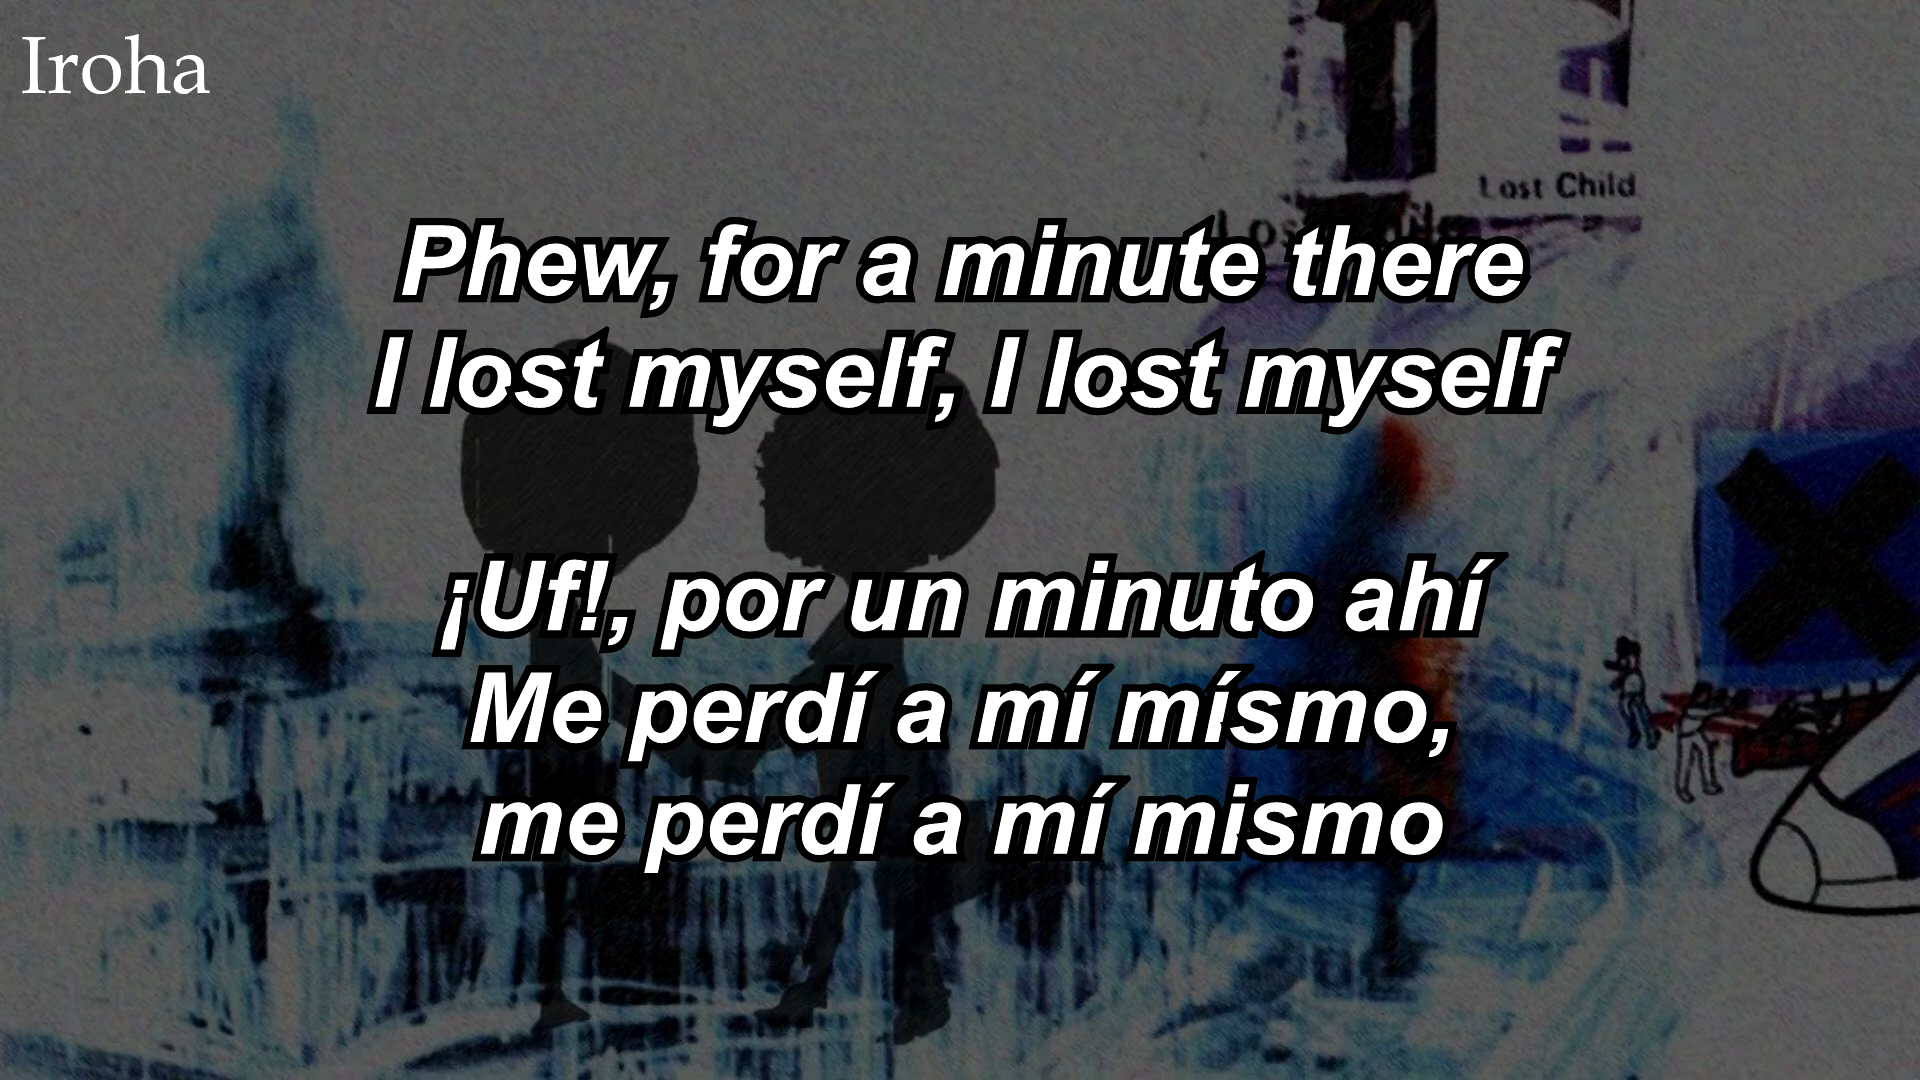 Iroha
Lost Child
Phew, for a minute there
I lost myself, I lost myself
¡Uf!, por un minuto ahí
Me perdí a mí mísmo,
me perdí a mí mismo